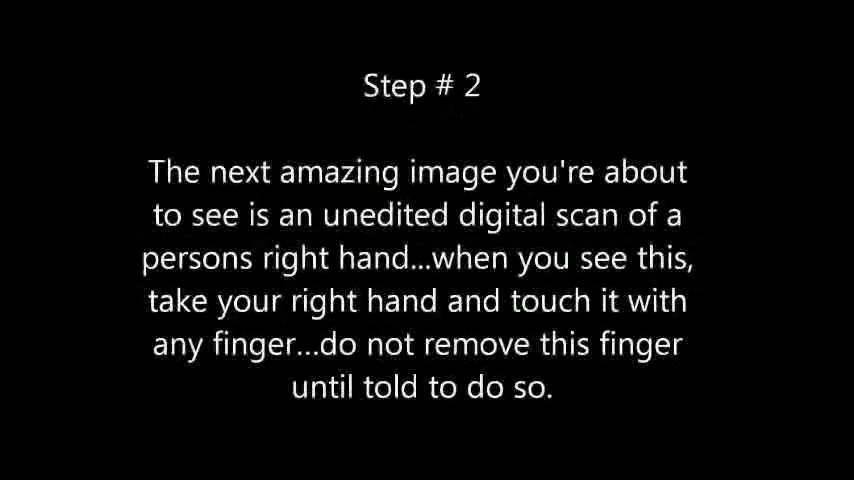 Step # 2
The next amazing image you're about
to see is an unedited digital scan of a
persons right hand...when you see this,
take your right hand and touch it with
any finger...do not remove this finger
until told to do so.